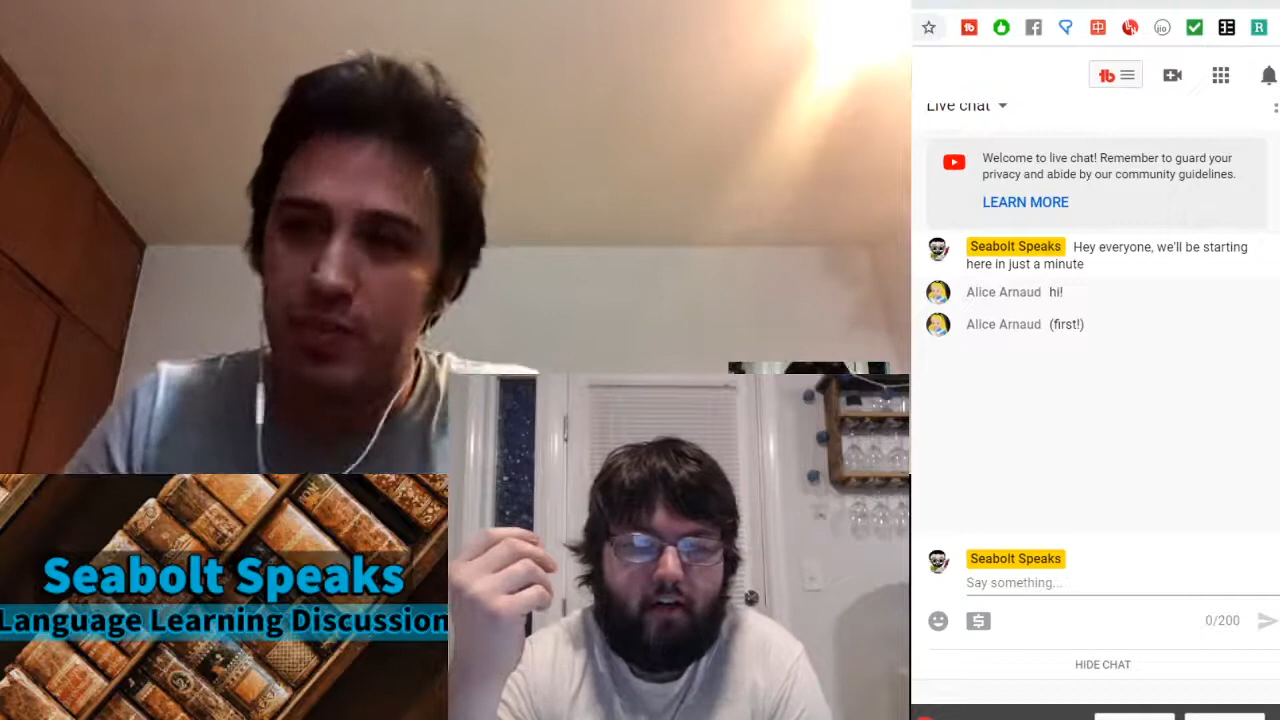 Live chat
Welcome to live chat! Remember to guard your
privacy and abide by our community guidelines.
LEARN MORE
Seabolt Speaks Hey everyone, we'll be starting
here in just a minute
Alice Arnaud hi!
Alice Arnaud (first!)
Seabolt Speaks
Say something...
0/200
HIDE CHAT
Seabolt Speaks
Language Learning Discussion